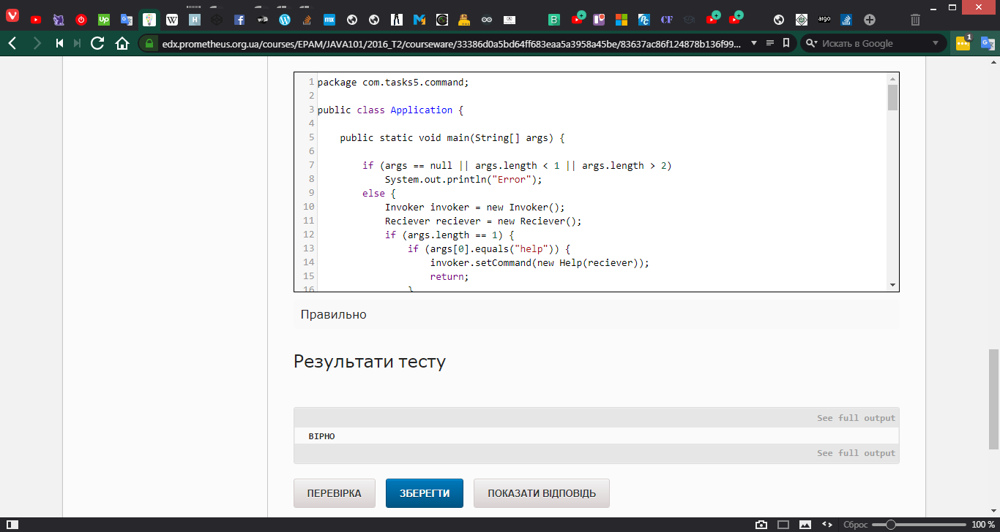 edx.prometheus.org.ua/courses/EPAM/JAVA101/2016_T2/courseware/33386d0a5bd64ff683eaa5a3958a45be/83637ac86f124878b136f99...
Искать в Google
1
1 package com.tasks5.command;
2
3 public class Application {
4
5 public static void main(String[] args) {
6
7 if (args == null || args.length < 1 || args.length > 2)
8 System.out.println("Error");
9 else {
10 Invoker invoker = new Invoker();
11 Reciever reciever = new Reciever();
12 if (args.length == 1) {
13 if (args[0].equals("help")) {
14 invoker.setCommand(new Help(reciever));
15 return;
16 }
Правильно
Результати тесту
See full output
ВІРНО
See full output
ПЕРЕВІРКА ЗБЕРЕГТИ ПОКАЗАТИ ВІДПОВІДЬ
Сброс 100 %